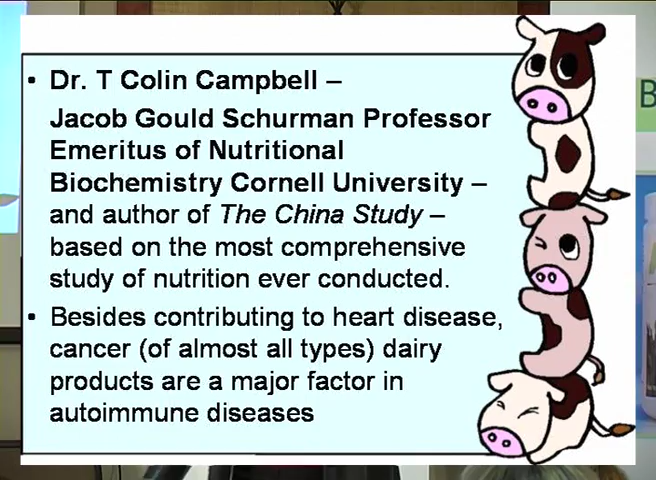 • Dr. T Colin Campbell –
Jacob Gould Schurman Professor
Emeritus of Nutritional
Biochemistry Cornell University –
and author of The China Study –
based on the most comprehensive
study of nutrition ever conducted.
• Besides contributing to heart disease,
cancer (of almost all types) dairy
products are a major factor in
autoimmune diseases
B